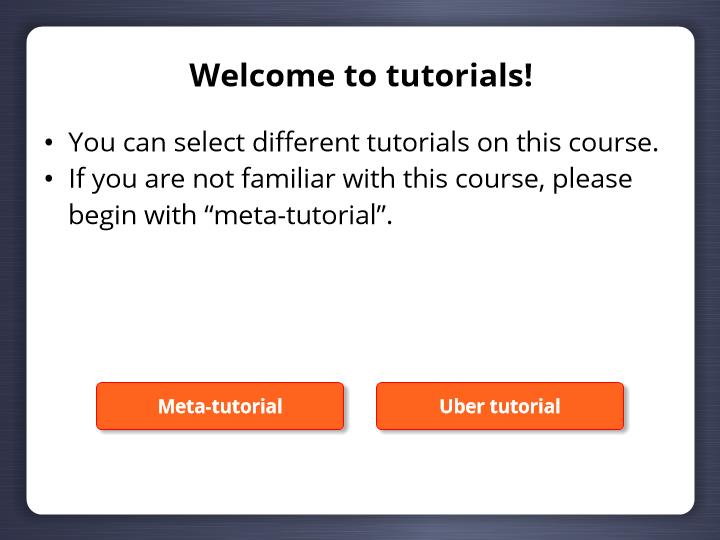 Welcome to tutorials!
• You can select different tutorials on this course.
• If you are not familiar with this course, please
begin with “meta-tutorial”.
Meta-tutorial
Uber tutorial